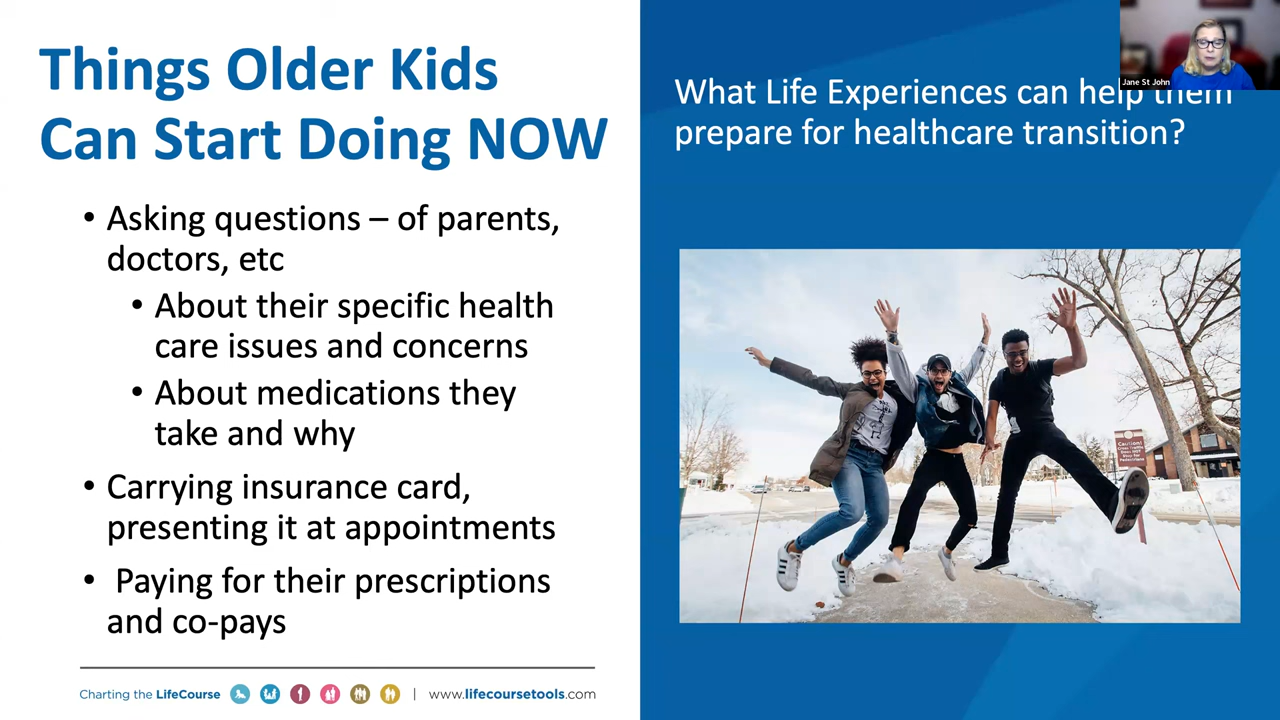 Things Older Kids
Can Start Doing NOW
• Asking questions – of parents,
doctors, etc
• About their specific health
care issues and concerns
• About medications they
take and why
• Carrying insurance card,
presenting it at appointments
• Paying for their prescriptions
and co-pays
Charting the LifeCourse | www.lifecoursetools.com
What Life Experiences can help them
prepare for healthcare transition?
Jane St John
Caution!